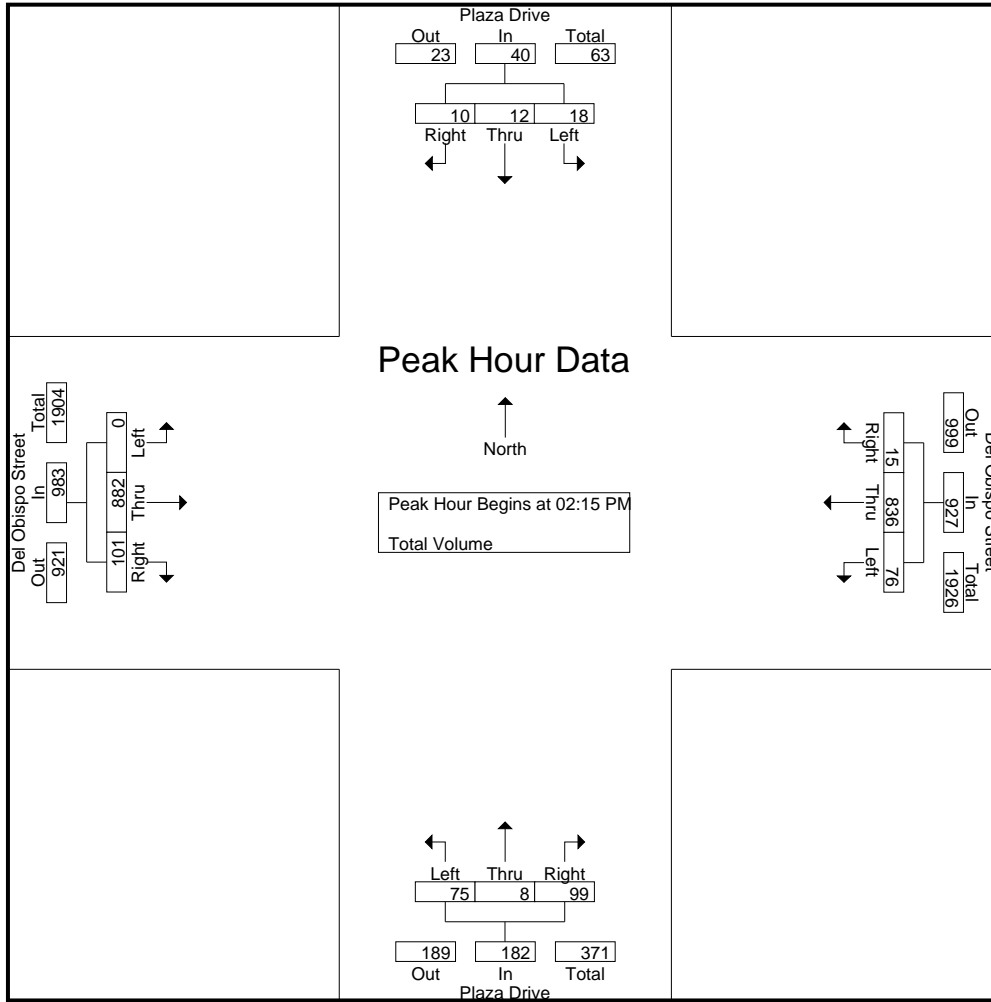 Plaza Drive
Out In Total
23 40 63
10 12 18
Right Thru Left
Peak Hour Data
North
Peak Hour Begins at 02:15 PM
Total Volume
Del Obispo Street
Total In Out
1904 983 921
0 882 101
Left Thru Right
Right Thru Left
15 836 76
Out In Total
999 927 1926
Del Obispo Street
Left Thru Right
75 8 99
189 182 371
Out In Total
Plaza Drive